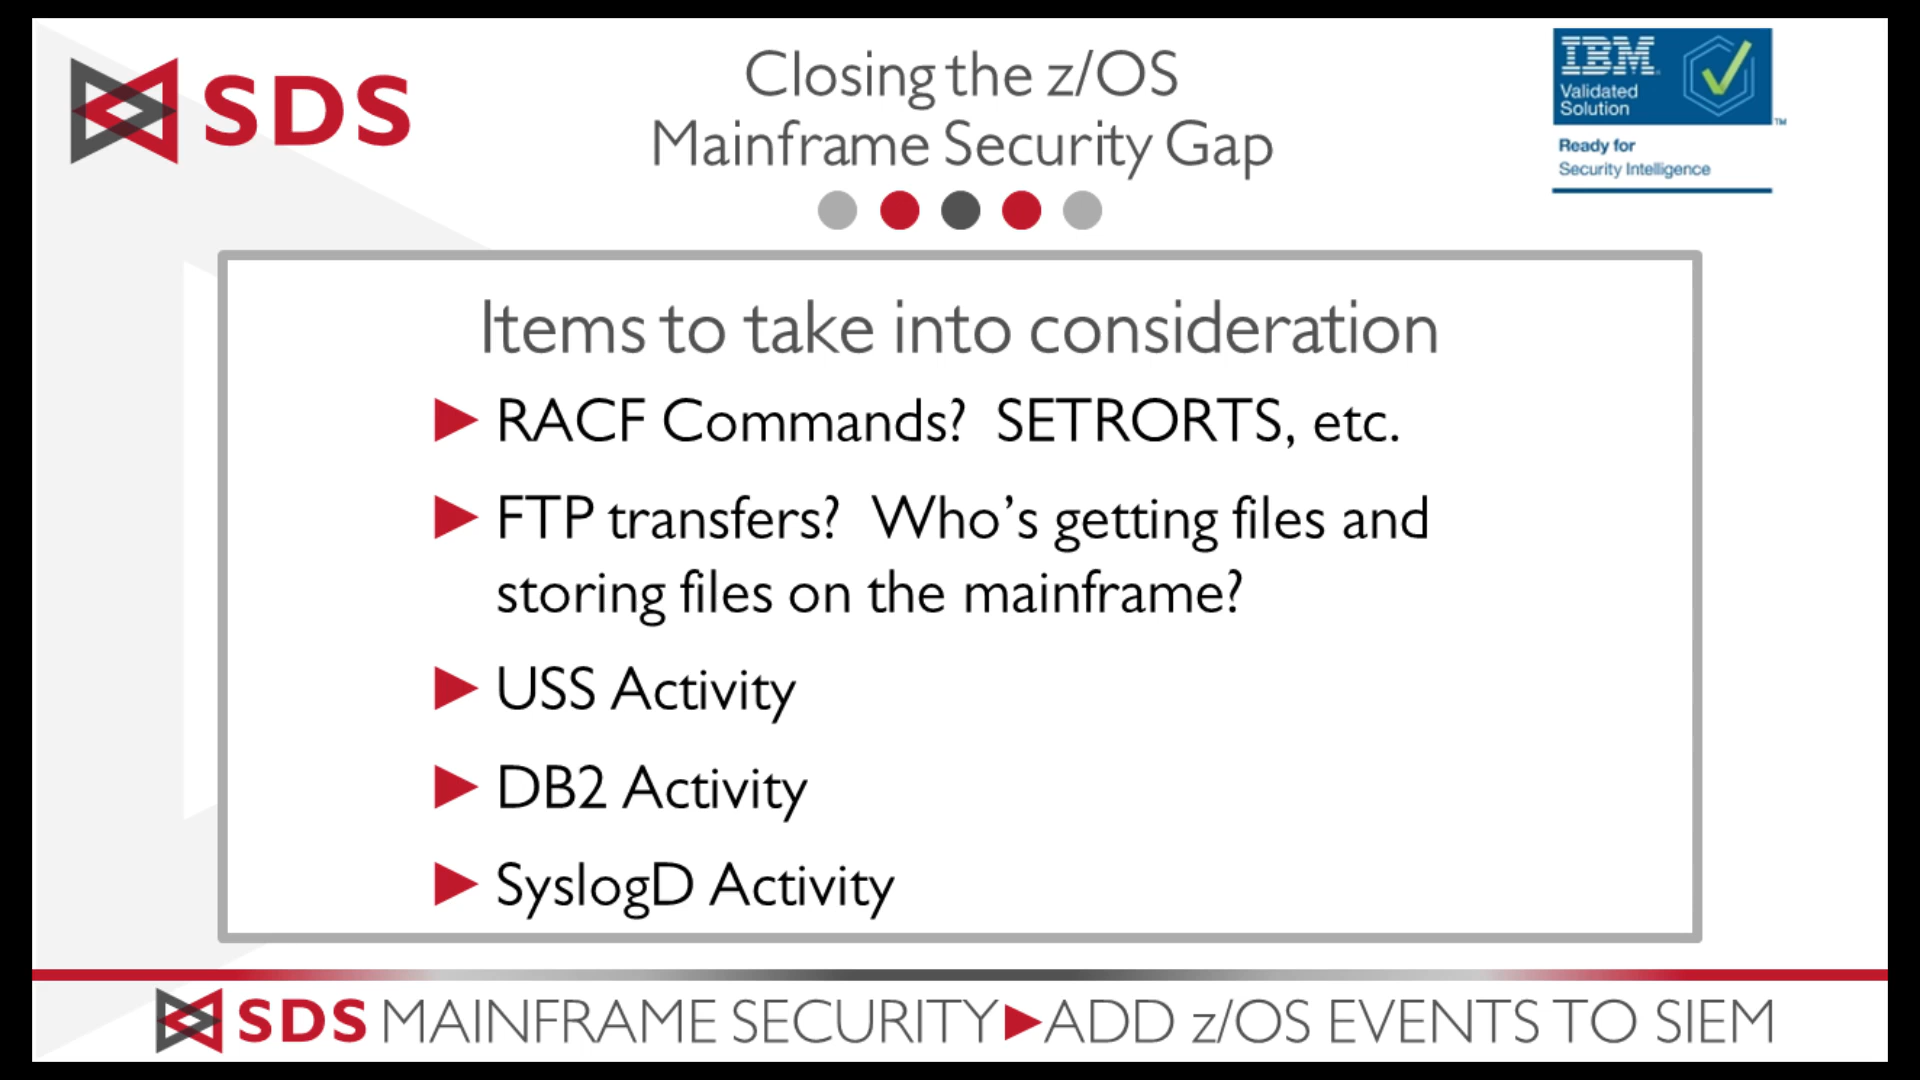 SDS
Closing the z/OS
Mainframe Security Gap
IBM
Validated
Solution
TM
Ready for
Security Intelligence
Items to take into consideration
RACF Commands?  SETRORTS, etc.
FTP transfers?  Who’s getting files and
storing files on the mainframe?
USS Activity
DB2 Activity
SyslogD Activity
SDS MAINFRAME SECURITY ADD z/OS EVENTS TO SIEM